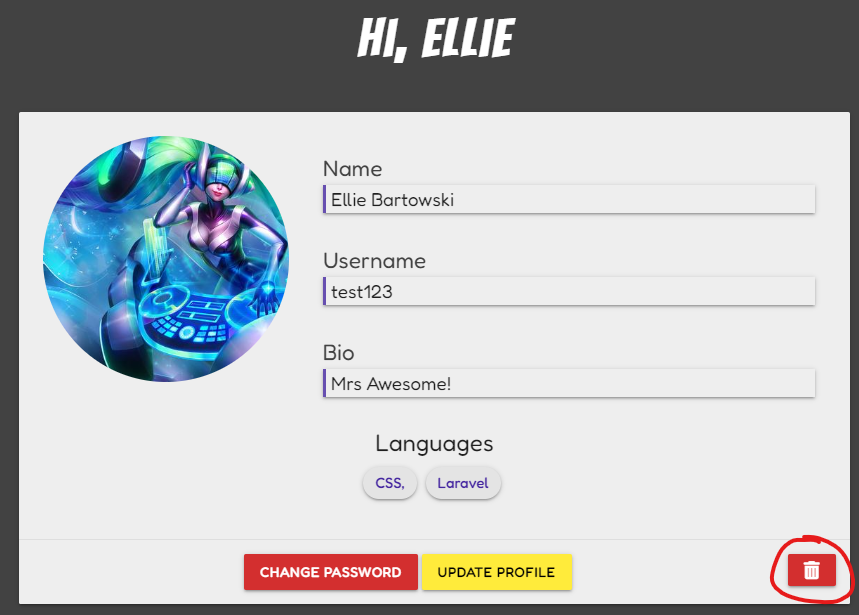 HI, ELLIE
Name
Ellie Bartowski
Username
test123
Bio
Mrs Awesome!
Languages
CSS, Laravel
CHANGE PASSWORD UPDATE PROFILE